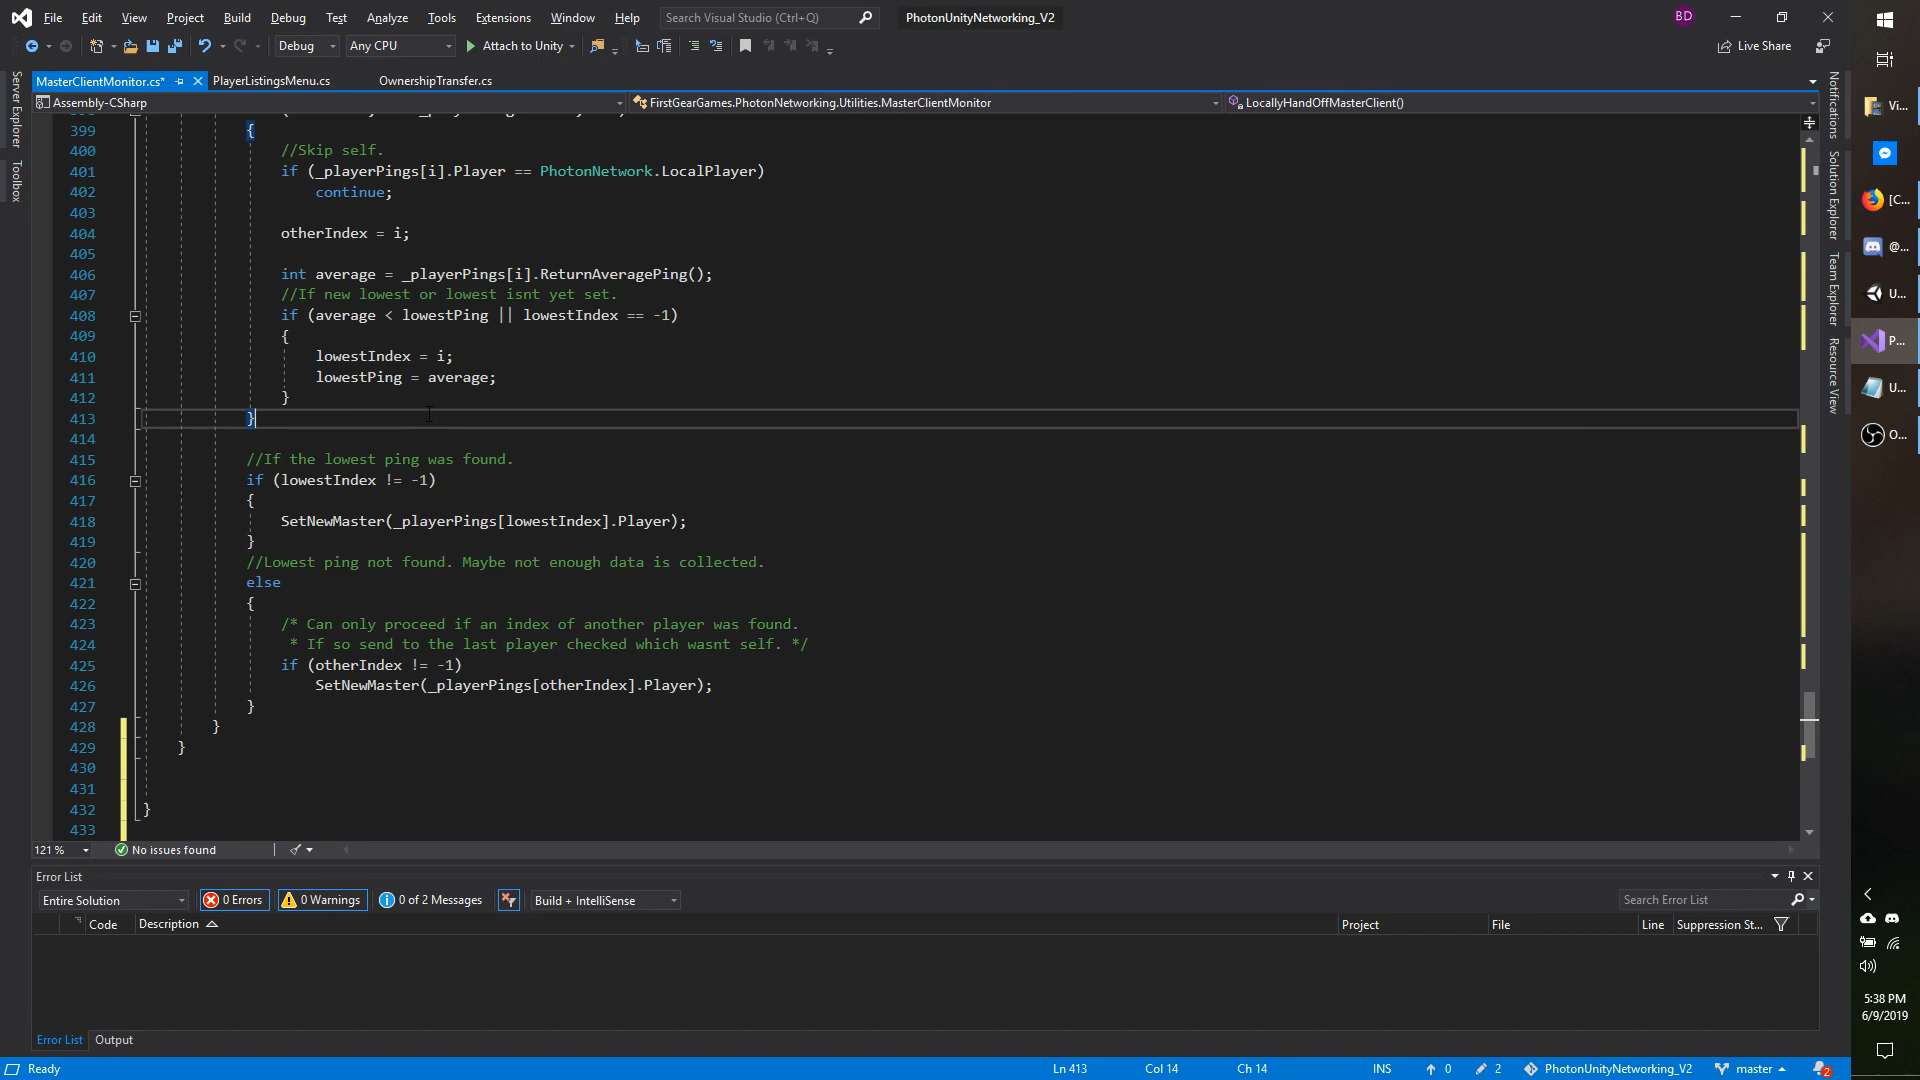 File Edit View Project Build Debug Test Analyze Tools Extensions Window Help Search Visual Studio (Ctrl+Q) PhotonUnityNetworking_V2 BD
Debug Any CPU Attach to Unity Live Share
MasterClientMonitor.cs* PlayerListingsMenu.cs OwnershipTransfer.cs
Assembly-CSharp FirstGearGames.PhotonNetworking.Utilities.MasterClientMonitor LocallyHandOffMasterClient()
Server Explorer
Toolbox
Notifications
Solution Explorer
Team Explorer
Resource View
399 {
400 //Skip self.
401 if (_playerPings[i].Player == PhotonNetwork.LocalPlayer)
402 continue;
403
404 otherIndex = i;
405
406 int average = _playerPings[i].ReturnAveragePing();
407 //If new lowest or lowest isnt yet set.
408 if (average < lowestPing || lowestIndex == -1)
409 {
410 lowestIndex = i;
411 lowestPing = average;
412 }
413 }
414
415 //If the lowest ping was found.
416 if (lowestIndex != -1)
417 {
418 SetNewMaster(_playerPings[lowestIndex].Player);
419 }
420 //Lowest ping not found. Maybe not enough data is collected.
421 else
422 {
423 /* Can only proceed if an index of another player was found.
424 * If so send to the last player checked which wasnt self. */
425 if (otherIndex != -1)
426 SetNewMaster(_playerPings[otherIndex].Player);
427 }
428 }
429 }
430
431
432 }
433
121 % No issues found
Error List
Entire Solution 0 Errors 0 Warnings 0 of 2 Messages Build + IntelliSense Search Error List
Code Description Project File Line Suppression St...
Error List Output
Ready Ln 413 Col 14 Ch 14 INS 0 2 PhotonUnityNetworking_V2 master 2
Vi...
[C...
@...
U...
P...
U...
O...
5:38 PM
6/9/2019